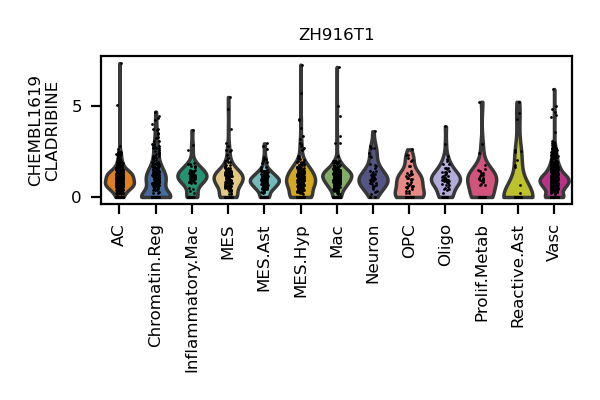 ZH916T1
CHEMBL1619
CLADRIBINE
5
0
AC
Chromatin.Reg
Inflammatory.Mac
MES
MES.Ast
MES.Hyp
Mac
Neuron
OPC
Oligo
Prolif.Metab
Reactive.Ast
Vasc